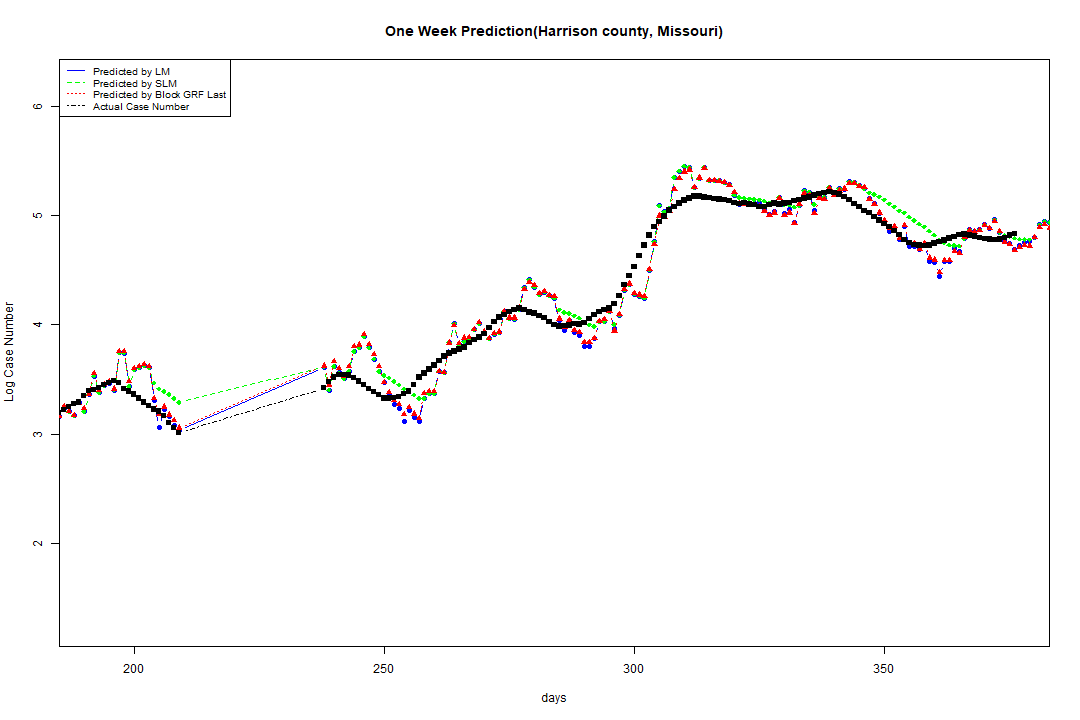 One Week Prediction(Harrison county, Missouri)
Predicted by LM
Predicted by SLM
Predicted by Block GRF Last
Actual Case Number
6
5
4
3
2
Log Case Number
200 250 300 350
days